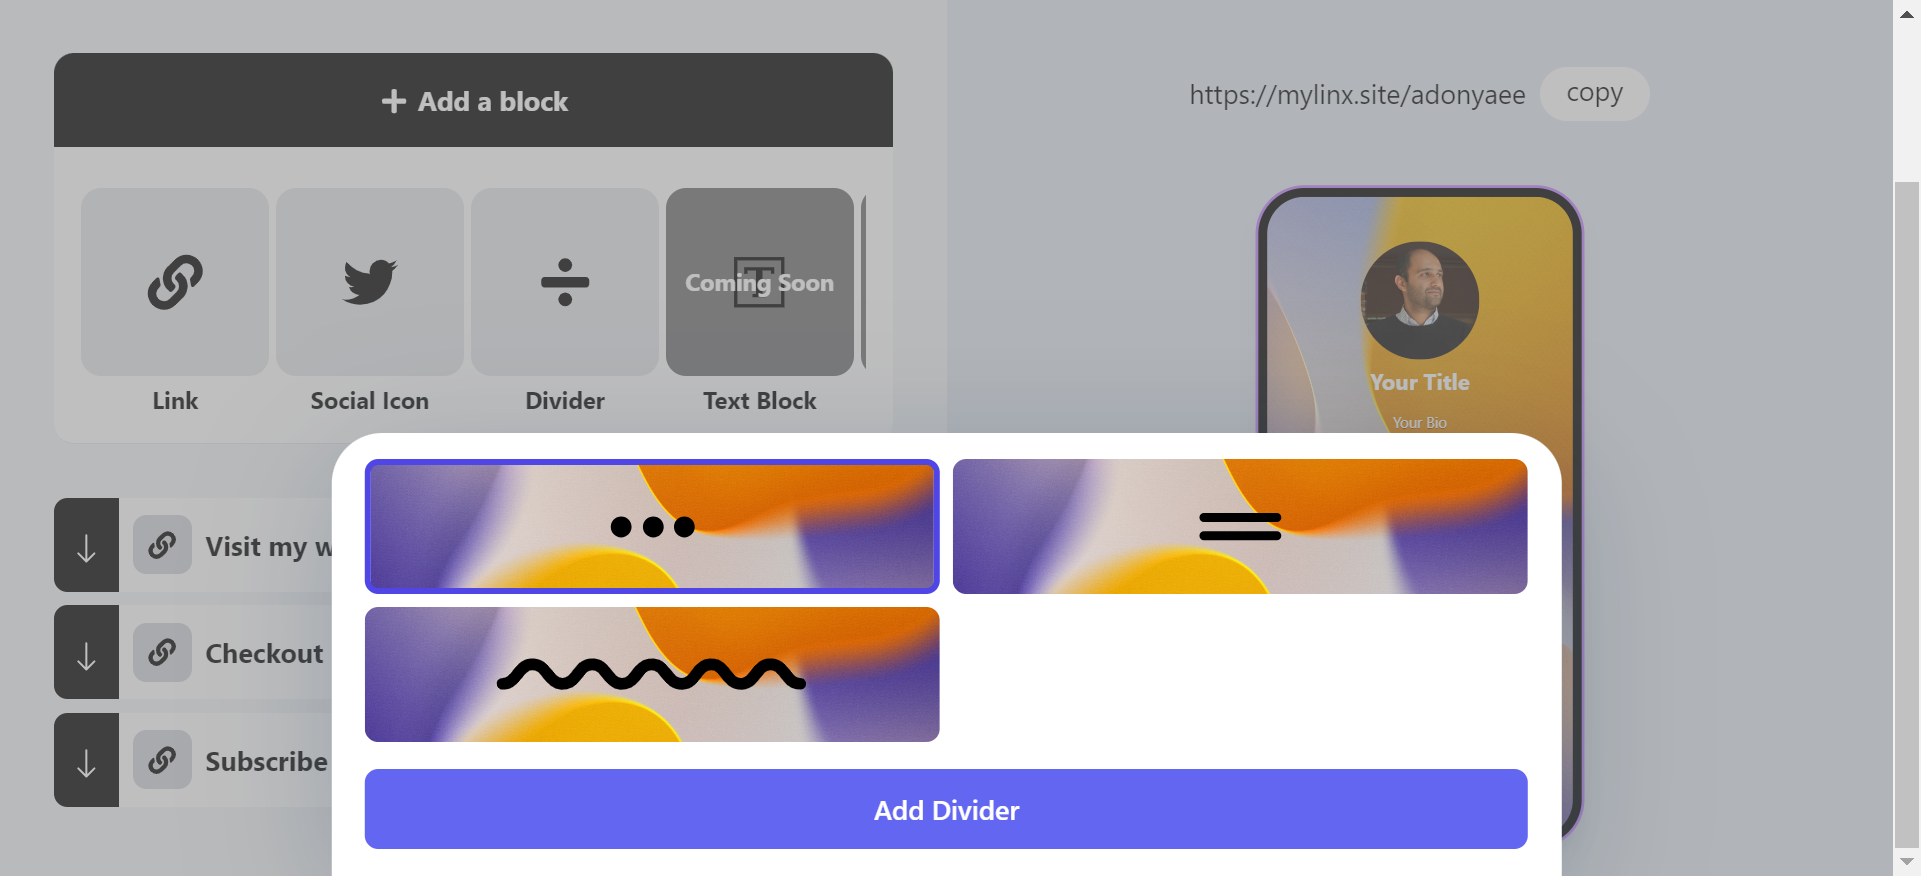 Add a block
Link
Social Icon
Divider
Coming Soon
Text Block
Visit my w
Checkout
Subscribe
https://mylinx.site/adonyaee
copy
Your Title
Your Bio
Add Divider